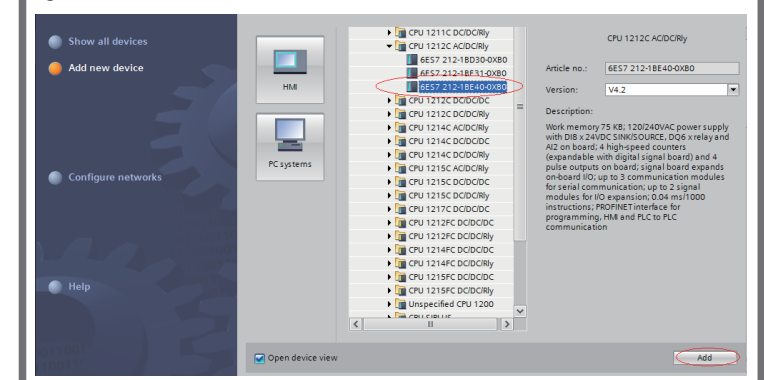 Show all devices
Add new device
Configure networks
Help
HMI
PC systems
CPU 1211C DC/DC/Rly
CPU 1212C AC/DC/Rly
6ES7 212-1BD30-0XB0
6ES7 212-1BE31-0XB0
6ES7 212-1BE40-0XB0
CPU 1212C DC/DC/DC
CPU 1212C DC/DC/Rly
CPU 1214C AC/DC/Rly
CPU 1214C DC/DC/DC
CPU 1214C DC/DC/Rly
CPU 1215C AC/DC/Rly
CPU 1215C DC/DC/DC
CPU 1215C DC/DC/Rly
CPU 1217C DC/DC/DC
CPU 1212FC DC/DC/DC
CPU 1212FC DC/DC/Rly
CPU 1214FC DC/DC/DC
CPU 1214FC DC/DC/Rly
CPU 1215FC DC/DC/DC
CPU 1215FC DC/DC/Rly
Unspecified CPU 1200
CPU SIPLUS
CPU 1212C AC/DC/Rly
Article no.: 6ES7 212-1BE40-0XB0
Version: V4.2
Description:
Work memory 75 KB; 120/240VAC power supply
with DI8 x 24VDC SINK/SOURCE, DQ6 x relay and
AI2 on board; 4 high-speed counters
(expandable with digital signal board) and 4
pulse outputs on board; signal board expands
on-board I/O; up to 3 communication modules
for serial communication; up to 2 signal
modules for I/O expansion; 0.04 ms/1000
instructions; PROFINET interface for
programming, HMI and PLC to PLC
communication
Open device view
Add